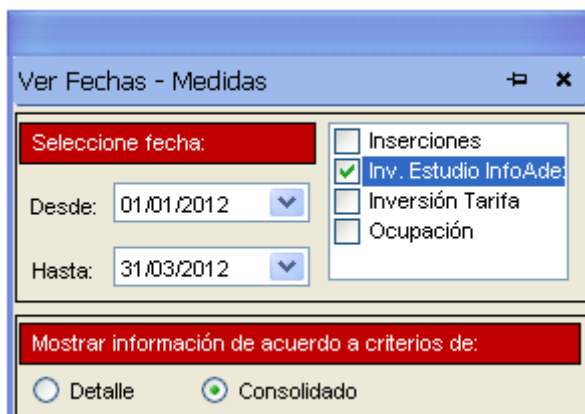 Ver Fechas - Medidas
Seleccione fecha:
Inserciones
Inv. Estudio InfoAde
Desde: 01/01/2012
Inversión Tarifa
Ocupación
Hasta: 31/03/2012
Mostrar información de acuerdo a criterios de:
Detalle Consolidado